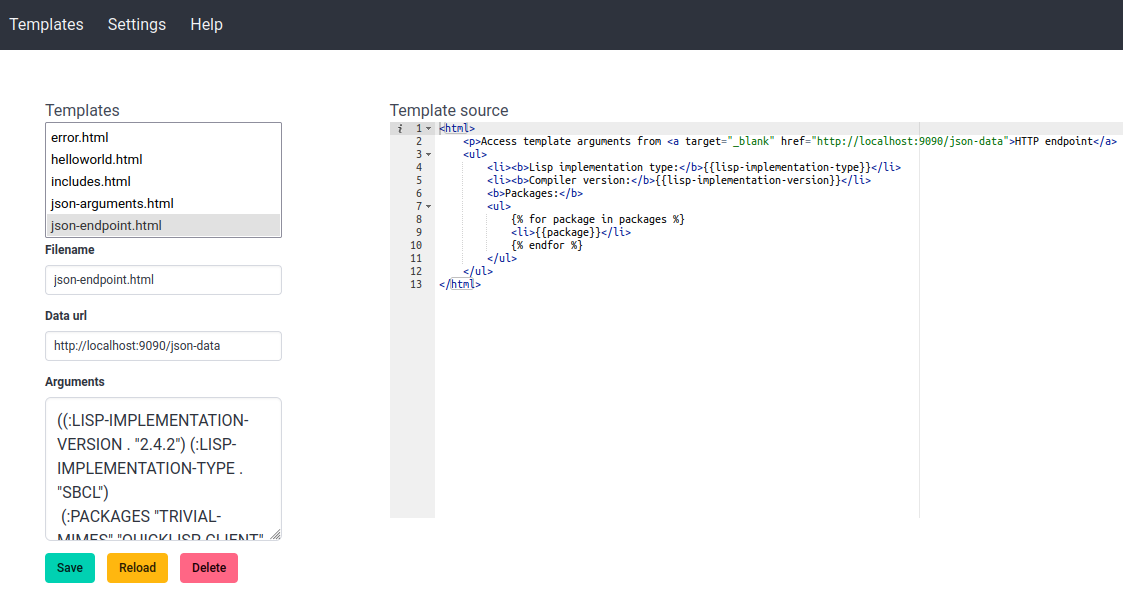 Templates Settings Help
Templates
error.html
helloworld.html
includes.html
json-arguments.html
json-endpoint.html
Filename
json-endpoint.html
Data url
http://localhost:9090/json-data
Arguments
((:LISP-IMPLEMENTATION-
VERSION . "2.4.2") (:LISP-
IMPLEMENTATION-TYPE .
"SBCL")
(:PACKAGES "TRIVIAL-
MIMES" "QUICKLISP-CLIENT"
Save Reload Delete
Template source
i 1 <html>
2 <p>Access template arguments from <a target="_blank" href="http://localhost:9090/json-data">HTTP endpoint</a>
3 <ul>
4 <li><b>Lisp implementation type:</b>{{lisp-implementation-type}}</li>
5 <li><b>Compiler version:</b>{{lisp-implementation-version}}</li>
6 <b>Packages:</b>
7 <ul>
8 {% for package in packages %}
9 <li>{{package}}</li>
10 {% endfor %}
11 </ul>
12 </ul>
13 </html>